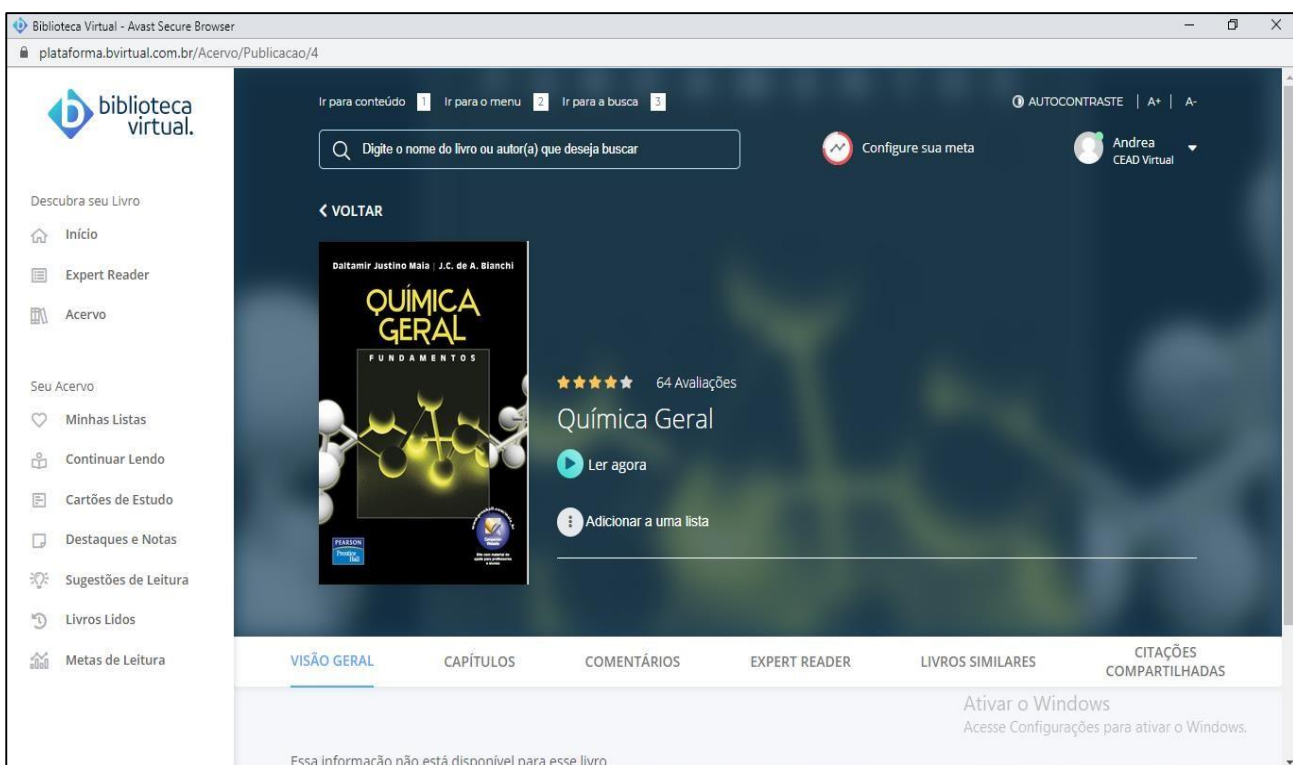 Biblioteca Virtual - Avast Secure Browser
plataforma.bvirtual.com.br/Acervo/Publicacao/4
biblioteca
virtual.
Ir para conteúdo 1 Ir para o menu 2 Ir para a busca 3
AUTOCONTRASTE | A+ | A-
Digite o nome do livro ou autor(a) que deseja buscar
Configure sua meta
Andrea
CEAD Virtual
Descubra seu Livro
Início
Expert Reader
Acervo
Seu Acervo
Minhas Listas
Continuar Lendo
Cartões de Estudo
Destaques e Notas
Sugestões de Leitura
Livros Lidos
Metas de Leitura
VOLTAR
Daltamir Justino Maia | J.C. de A. Bianchi
QUÍMICA
GERAL
FUNDAMENTOS
PEARSON
Prentice
Hall
64 Avaliações
Química Geral
Ler agora
Adicionar a uma lista
VISÃO GERAL
CAPÍTULOS
COMENTÁRIOS
EXPERT READER
LIVROS SIMILARES
CITAÇÕES
COMPARTILHADAS
Ativar o Windows
Acesse Configurações para ativar o Windows.
Essa informação não está disponível para esse livro